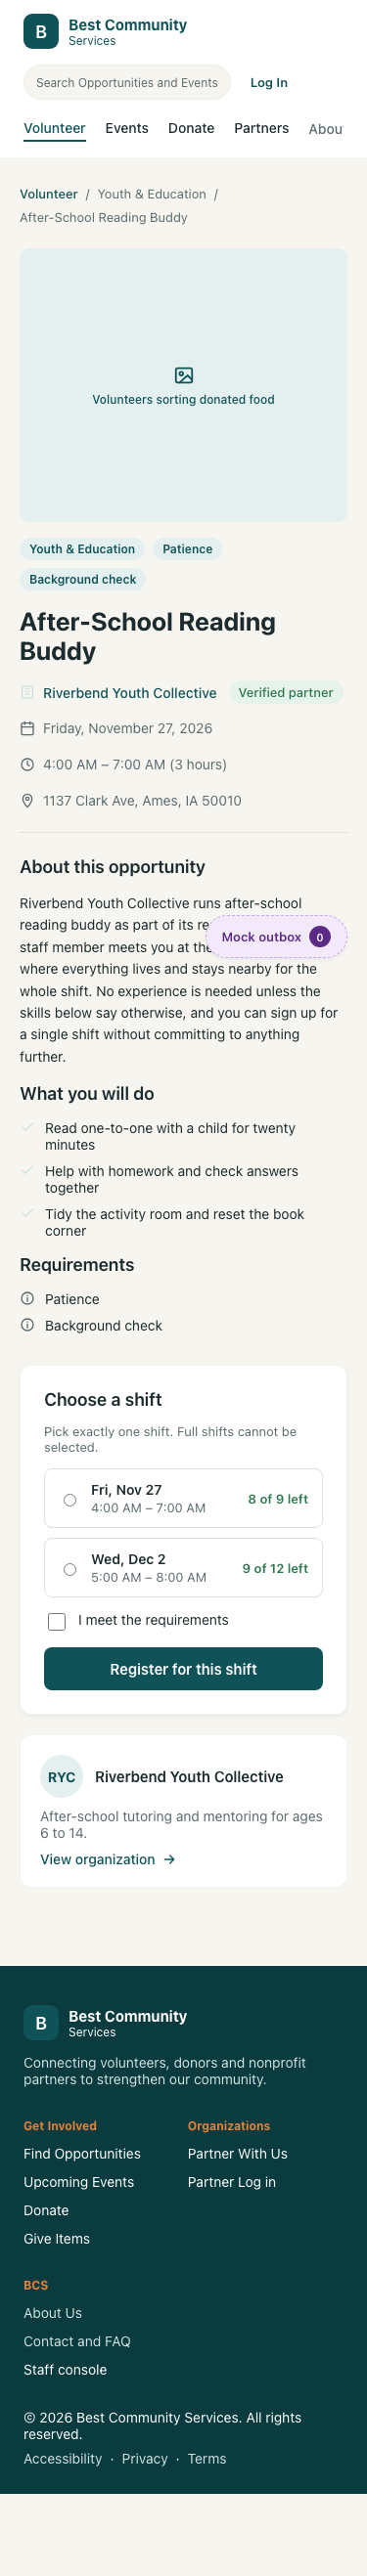 B
Best Community
Services
Search Opportunities and Events
Log In
Volunteer
Events
Donate
Partners
Abou
Volunteer / Youth & Education /
After-School Reading Buddy
Volunteers sorting donated food
Youth & Education
Patience
Background check
After-School Reading
Buddy
Riverbend Youth Collective
Verified partner
Friday, November 27, 2026
4:00 AM – 7:00 AM (3 hours)
1137 Clark Ave, Ames, IA 50010
About this opportunity
Riverbend Youth Collective runs after-school
reading buddy as part of its
staff member meets you at the
Mock outbox 0
where everything lives and stays nearby for the
whole shift. No experience is needed unless the
skills below say otherwise, and you can sign up for
a single shift without committing to anything
further.
What you will do
Read one-to-one with a child for twenty
minutes
Help with homework and check answers
together
Tidy the activity room and reset the book
corner
Requirements
Patience
Background check
Choose a shift
Pick exactly one shift. Full shifts cannot be
selected.
Fri, Nov 27
4:00 AM – 7:00 AM
8 of 9 left
Wed, Dec 2
5:00 AM – 8:00 AM
9 of 12 left
I meet the requirements
Register for this shift
RYC
Riverbend Youth Collective
After-school tutoring and mentoring for ages
6 to 14.
View organization →
B
Best Community
Services
Connecting volunteers, donors and nonprofit
partners to strengthen our community.
Get Involved
Find Opportunities
Upcoming Events
Donate
Give Items
Organizations
Partner With Us
Partner Log in
BCS
About Us
Contact and FAQ
Staff console
© 2026 Best Community Services. All rights
reserved.
Accessibility · Privacy · Terms